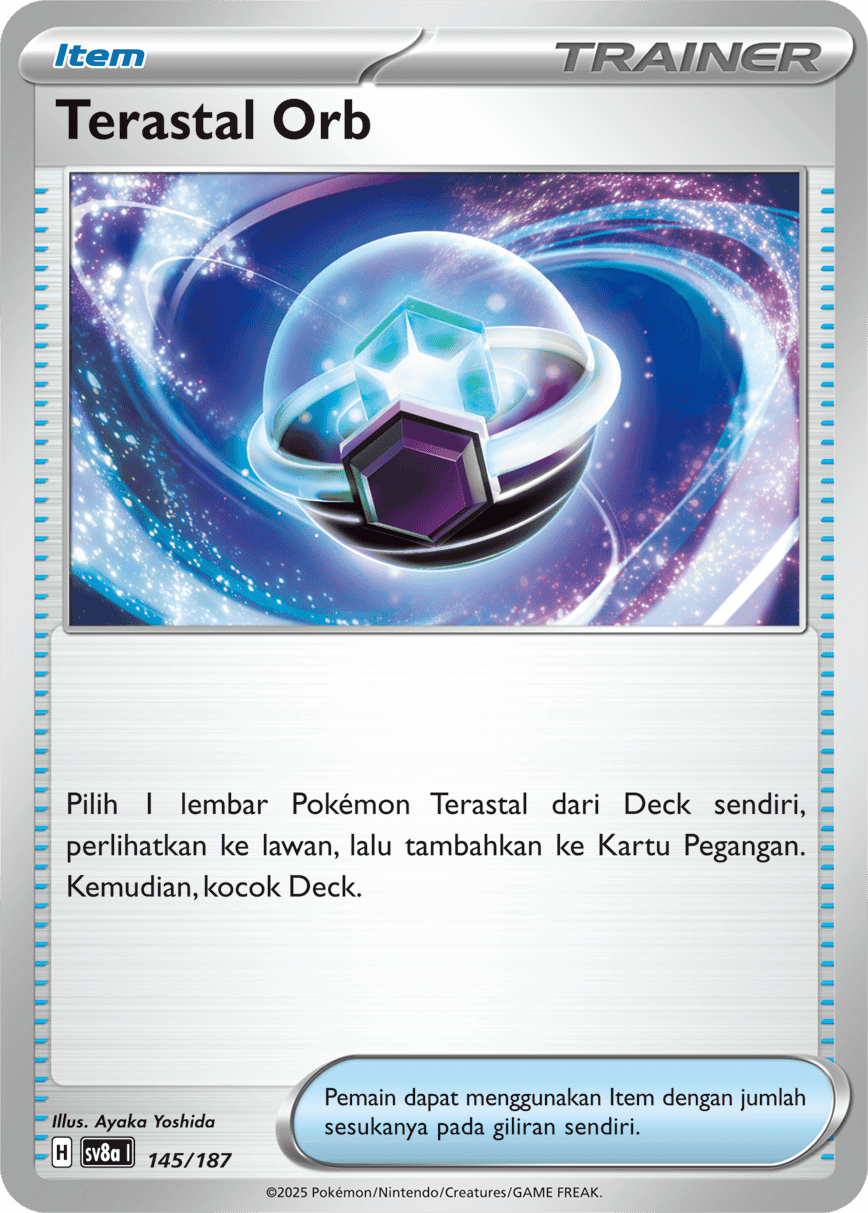 Item
TRAINER
Terastal Orb
Pilih 1 lembar Pokémon Terastal dari Deck sendiri,
perlihatkan ke lawan, lalu tambahkan ke Kartu Pegangan.
Kemudian, kocok Deck.
Pemain dapat menggunakan Item dengan jumlah
sesukanya pada giliran sendiri.
Illus. Ayaka Yoshida
H sv8a I 145/187
©2025 Pokémon/Nintendo/Creatures/GAME FREAK.